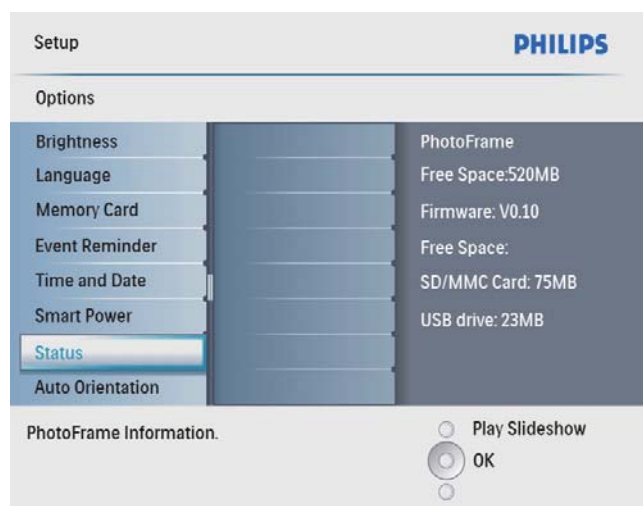 Setup
PHILIPS
Options
Brightness
Language
Memory Card
Event Reminder
Time and Date
Smart Power
Status
Auto Orientation
PhotoFrame
Free Space:520MB
Firmware: V0.10
Free Space:
SD/MMC Card: 75MB
USB drive: 23MB
PhotoFrame Information.
Play Slideshow
OK